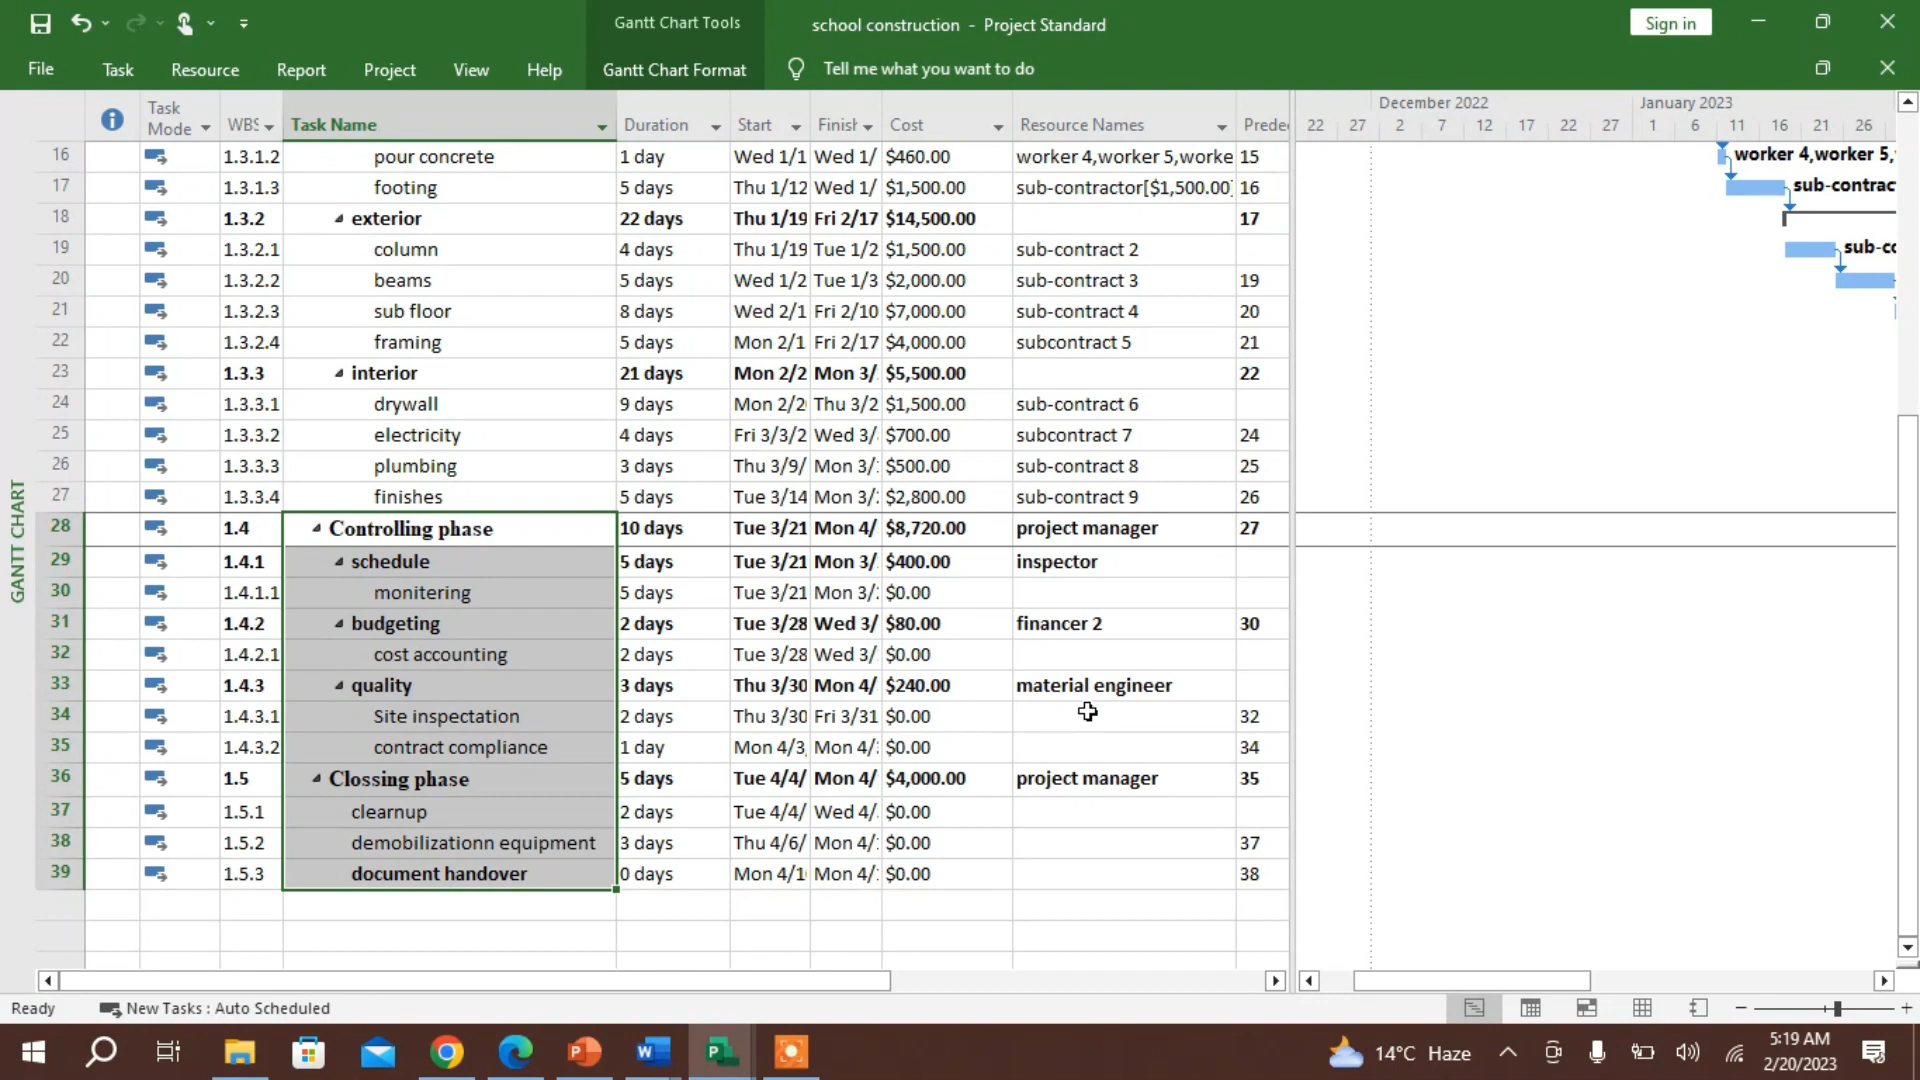 Gantt Chart Tools
school construction - Project Standard
Sign in
File Task Resource Report Project View Help Gantt Chart Format Tell me what you want to do
Task Mode WBS Task Name Duration Start Finish Cost Resource Names Prede
December 2022 January 2023
22 27 2 7 12 17 22 27 1 6 11 16 21 26
16 1.3.1.2 pour concrete 1 day Wed 1/1 Wed 1/ $460.00 worker 4,worker 5,worke 15 worker 4,worker 5,
17 1.3.1.3 footing 5 days Thu 1/12 Wed 1/ $1,500.00 sub-contractor[$1,500.00] 16 sub-contrac
18 1.3.2 exterior 22 days Thu 1/19 Fri 2/17 $14,500.00 17
19 1.3.2.1 column 4 days Thu 1/19 Tue 1/2 $1,500.00 sub-contract 2 sub-co
20 1.3.2.2 beams 5 days Wed 1/2 Tue 1/3 $2,000.00 sub-contract 3 19
21 1.3.2.3 sub floor 8 days Wed 2/1 Fri 2/10 $7,000.00 sub-contract 4 20
22 1.3.2.4 framing 5 days Mon 2/1 Fri 2/17 $4,000.00 subcontract 5 21
23 1.3.3 interior 21 days Mon 2/2 Mon 3/ $5,500.00 22
24 1.3.3.1 drywall 9 days Mon 2/2 Thu 3/2 $1,500.00 sub-contract 6
25 1.3.3.2 electricity 4 days Fri 3/3/2 Wed 3/ $700.00 subcontract 7 24
26 1.3.3.3 plumbing 3 days Thu 3/9/ Mon 3/ $500.00 sub-contract 8 25
27 1.3.3.4 finishes 5 days Tue 3/14 Mon 3/ $2,800.00 sub-contract 9 26
28 1.4 Controlling phase 10 days Tue 3/21 Mon 4/ $8,720.00 project manager 27
29 1.4.1 schedule 5 days Tue 3/21 Mon 3/ $400.00 inspector
30 1.4.1.1 monitering 5 days Tue 3/21 Mon 3/ $0.00
31 1.4.2 budgeting 2 days Tue 3/28 Wed 3/ $80.00 financer 2 30
32 1.4.2.1 cost accounting 2 days Tue 3/28 Wed 3/ $0.00
33 1.4.3 quality 3 days Thu 3/30 Mon 4/ $240.00 material engineer
34 1.4.3.1 Site inspectation 2 days Thu 3/30 Fri 3/31 $0.00 32
35 1.4.3.2 contract compliance 1 day Mon 4/3 Mon 4/ $0.00 34
36 1.5 Clossing phase 5 days Tue 4/4/ Mon 4/ $4,000.00 project manager 35
37 1.5.1 clearnup 2 days Tue 4/4/ Wed 4/ $0.00
38 1.5.2 demobilizationn equipment 3 days Thu 4/6/ Mon 4/ $0.00 37
39 1.5.3 document handover 0 days Mon 4/1 Mon 4/ $0.00 38
GANTT CHART
Ready New Tasks : Auto Scheduled
14°C Haze
5:19 AM
2/20/2023